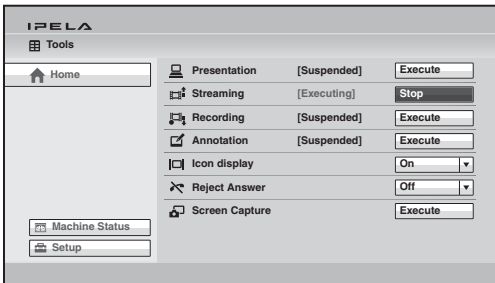 IPELA
Tools
Home
Presentation [Suspended] Execute
Streaming [Executing] Stop
Recording [Suspended] Execute
Annotation [Suspended] Execute
Icon display On
Reject Answer Off
Screen Capture Execute
Machine Status
Setup